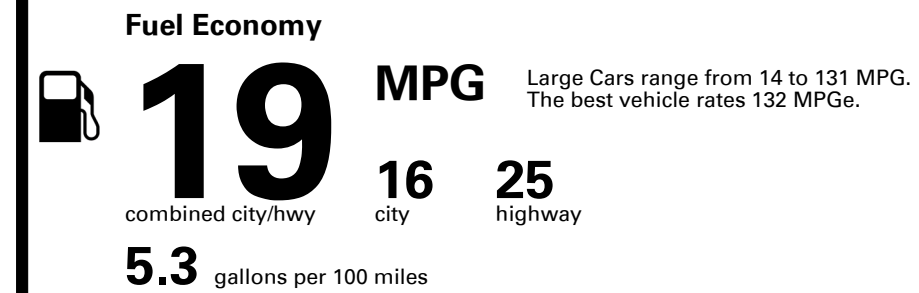 Fuel Economy
19 MPG
Large Cars range from 14 to 131 MPG.
The best vehicle rates 132 MPGe.
16 25
combined city/hwy city highway
5.3 gallons per 100 miles